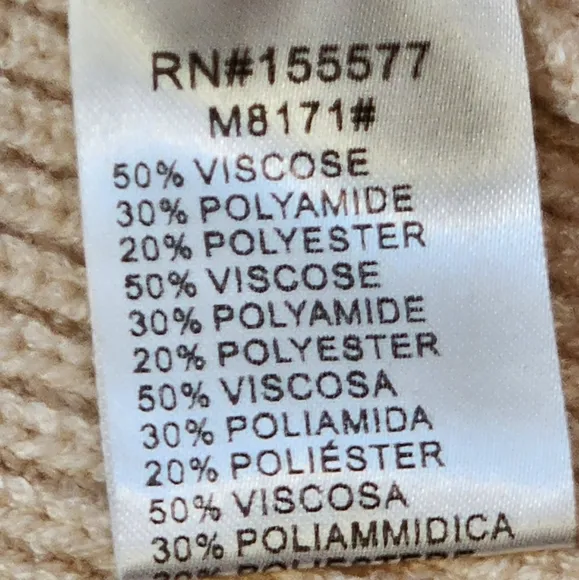 RN#155577
M8171#
50% VISCOSE
30% POLYAMIDE
20% POLYESTER
50% VISCOSE
30% POLYAMIDE
20% POLYESTER
50% VISCOSA
30% POLIAMIDA
20% POLIÉSTER
50% VISCOSA
30% POLIAMMIDICA